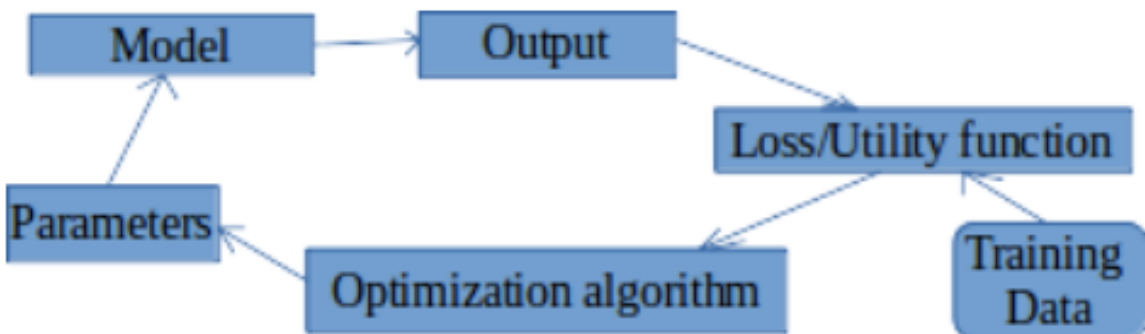 Model
Output
Loss/Utility function
Parameters
Optimization algorithm
Training
Data